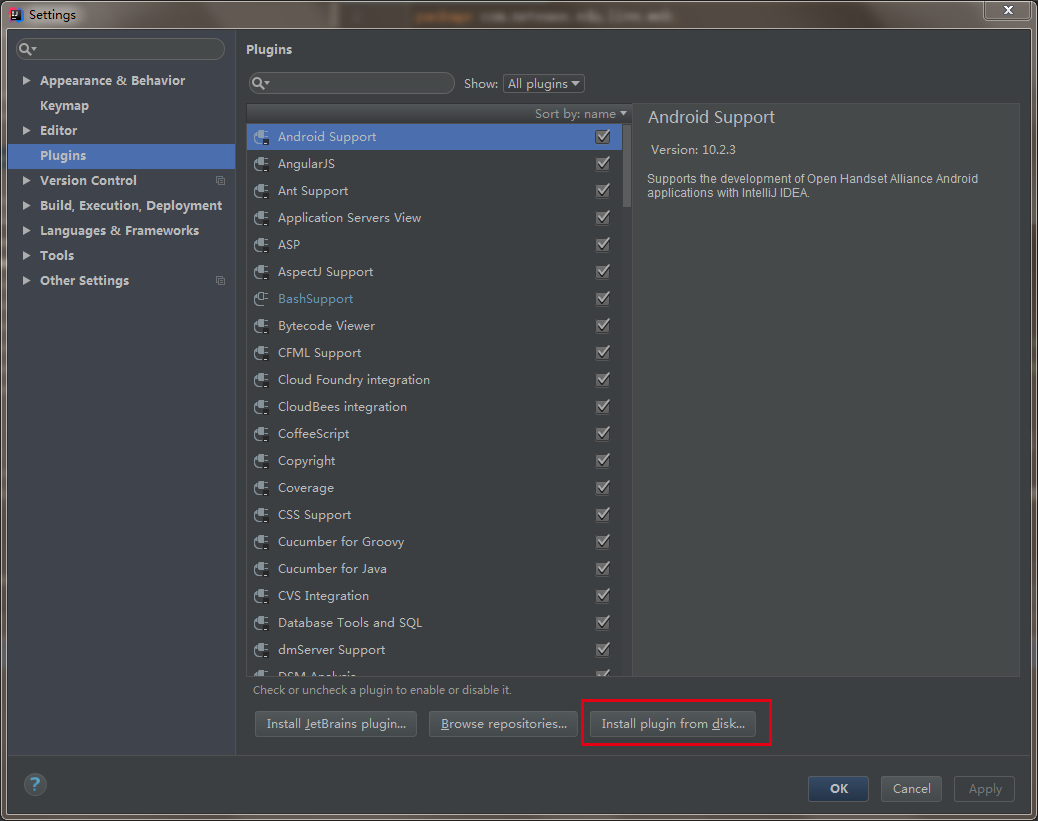 Settings
Appearance & Behavior
Keymap
Editor
Plugins
Version Control
Build, Execution, Deployment
Languages & Frameworks
Tools
Other Settings
Plugins
Show: All plugins
Sort by: name
Android Support
AngularJS
Ant Support
Application Servers View
ASP
AspectJ Support
BashSupport
Bytecode Viewer
CFML Support
Cloud Foundry integration
CloudBees integration
CoffeeScript
Copyright
Coverage
CSS Support
Cucumber for Groovy
Cucumber for Java
CVS Integration
Database Tools and SQL
dmServer Support
DSM Analysis
Check or uncheck a plugin to enable or disable it.
Install JetBrains plugin...
Browse repositories...
Install plugin from disk...
Android Support
Version: 10.2.3
Supports the development of Open Handset Alliance Android
applications with IntelliJ IDEA.
?
OK
Cancel
Apply